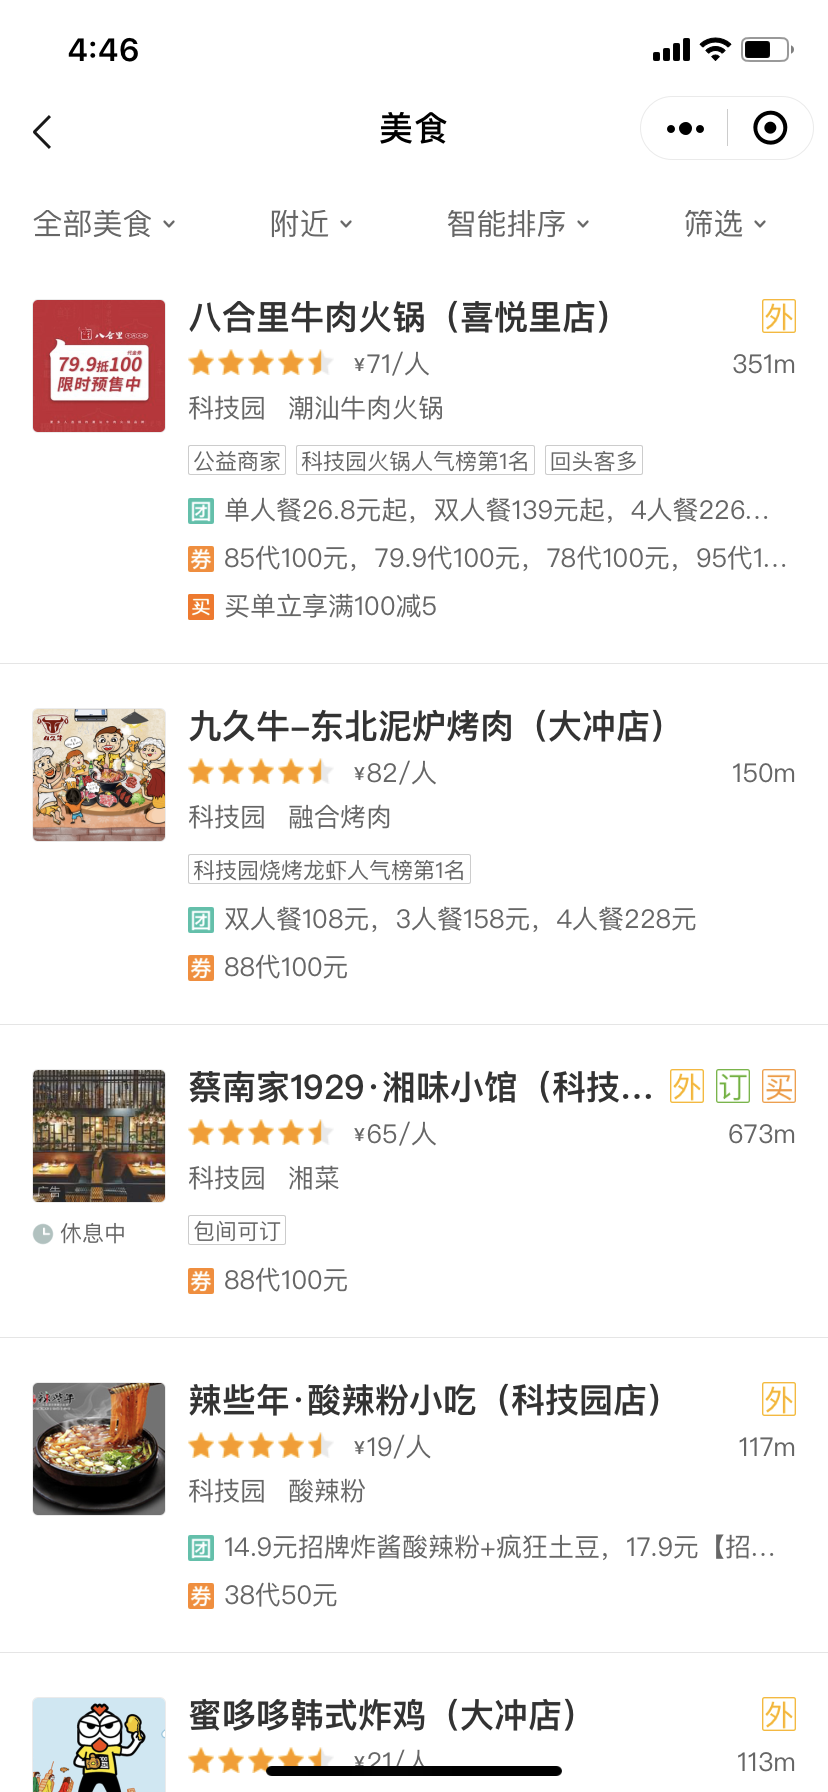 4:46
美食
全部美食 附近 智能排序 筛选
八合里
79.9抵100
限时预售中
八合里牛肉火锅（喜悦里店） 外
¥71/人 351m
科技园 潮汕牛肉火锅
公益商家 科技园火锅人气榜第1名 回头客多
团 单人餐26.8元起，双人餐139元起，4人餐226...
券 85代100元，79.9代100元，78代100元，95代1...
买 买单立享满100减5
九久牛
九久牛-东北泥炉烤肉（大冲店）
¥82/人 150m
科技园 融合烤肉
科技园烧烤龙虾人气榜第1名
团 双人餐108元，3人餐158元，4人餐228元
券 88代100元
蔡南家1929·湘味小馆（科技... 外 订 买
¥65/人 673m
科技园 湘菜
广告
休息中
包间可订
券 88代100元
辣些年·酸辣粉小吃（科技园店） 外
¥19/人 117m
科技园 酸辣粉
团 14.9元招牌炸酱酸辣粉+疯狂土豆，17.9元【招...
券 38代50元
蜜哆哆韩式炸鸡（大冲店） 外
¥21/人 113m